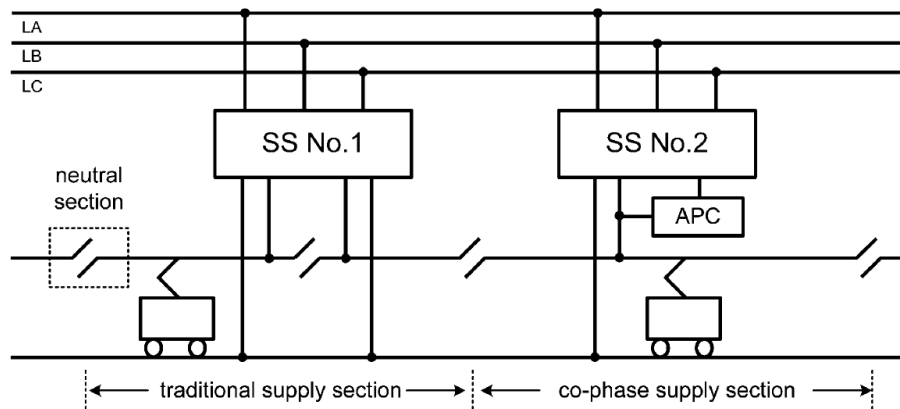 LA
LB
LC
SS No.1
SS No.2
neutral
section
APC
traditional supply section
co-phase supply section